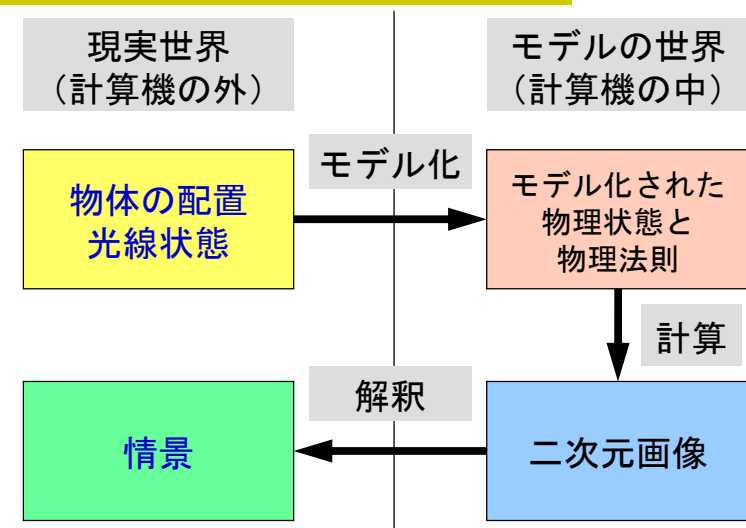 現実世界
（計算機の外）
モデルの世界
（計算機の中）
モデル化
物体の配置
光線状態
モデル化された
物理状態と
物理法則
計算
解釈
情景
二次元画像